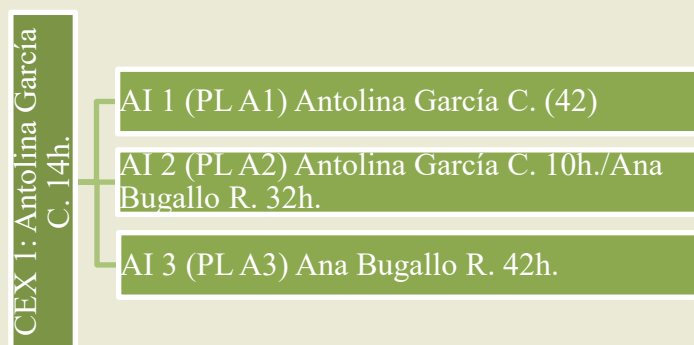 CEX 1: Antolina García
C. 14h.
AI 1 (PL A1) Antolina García C. (42)
AI 2 (PL A2) Antolina García C. 10h./Ana
Bugallo R. 32h.
AI 3 (PL A3) Ana Bugallo R. 42h.